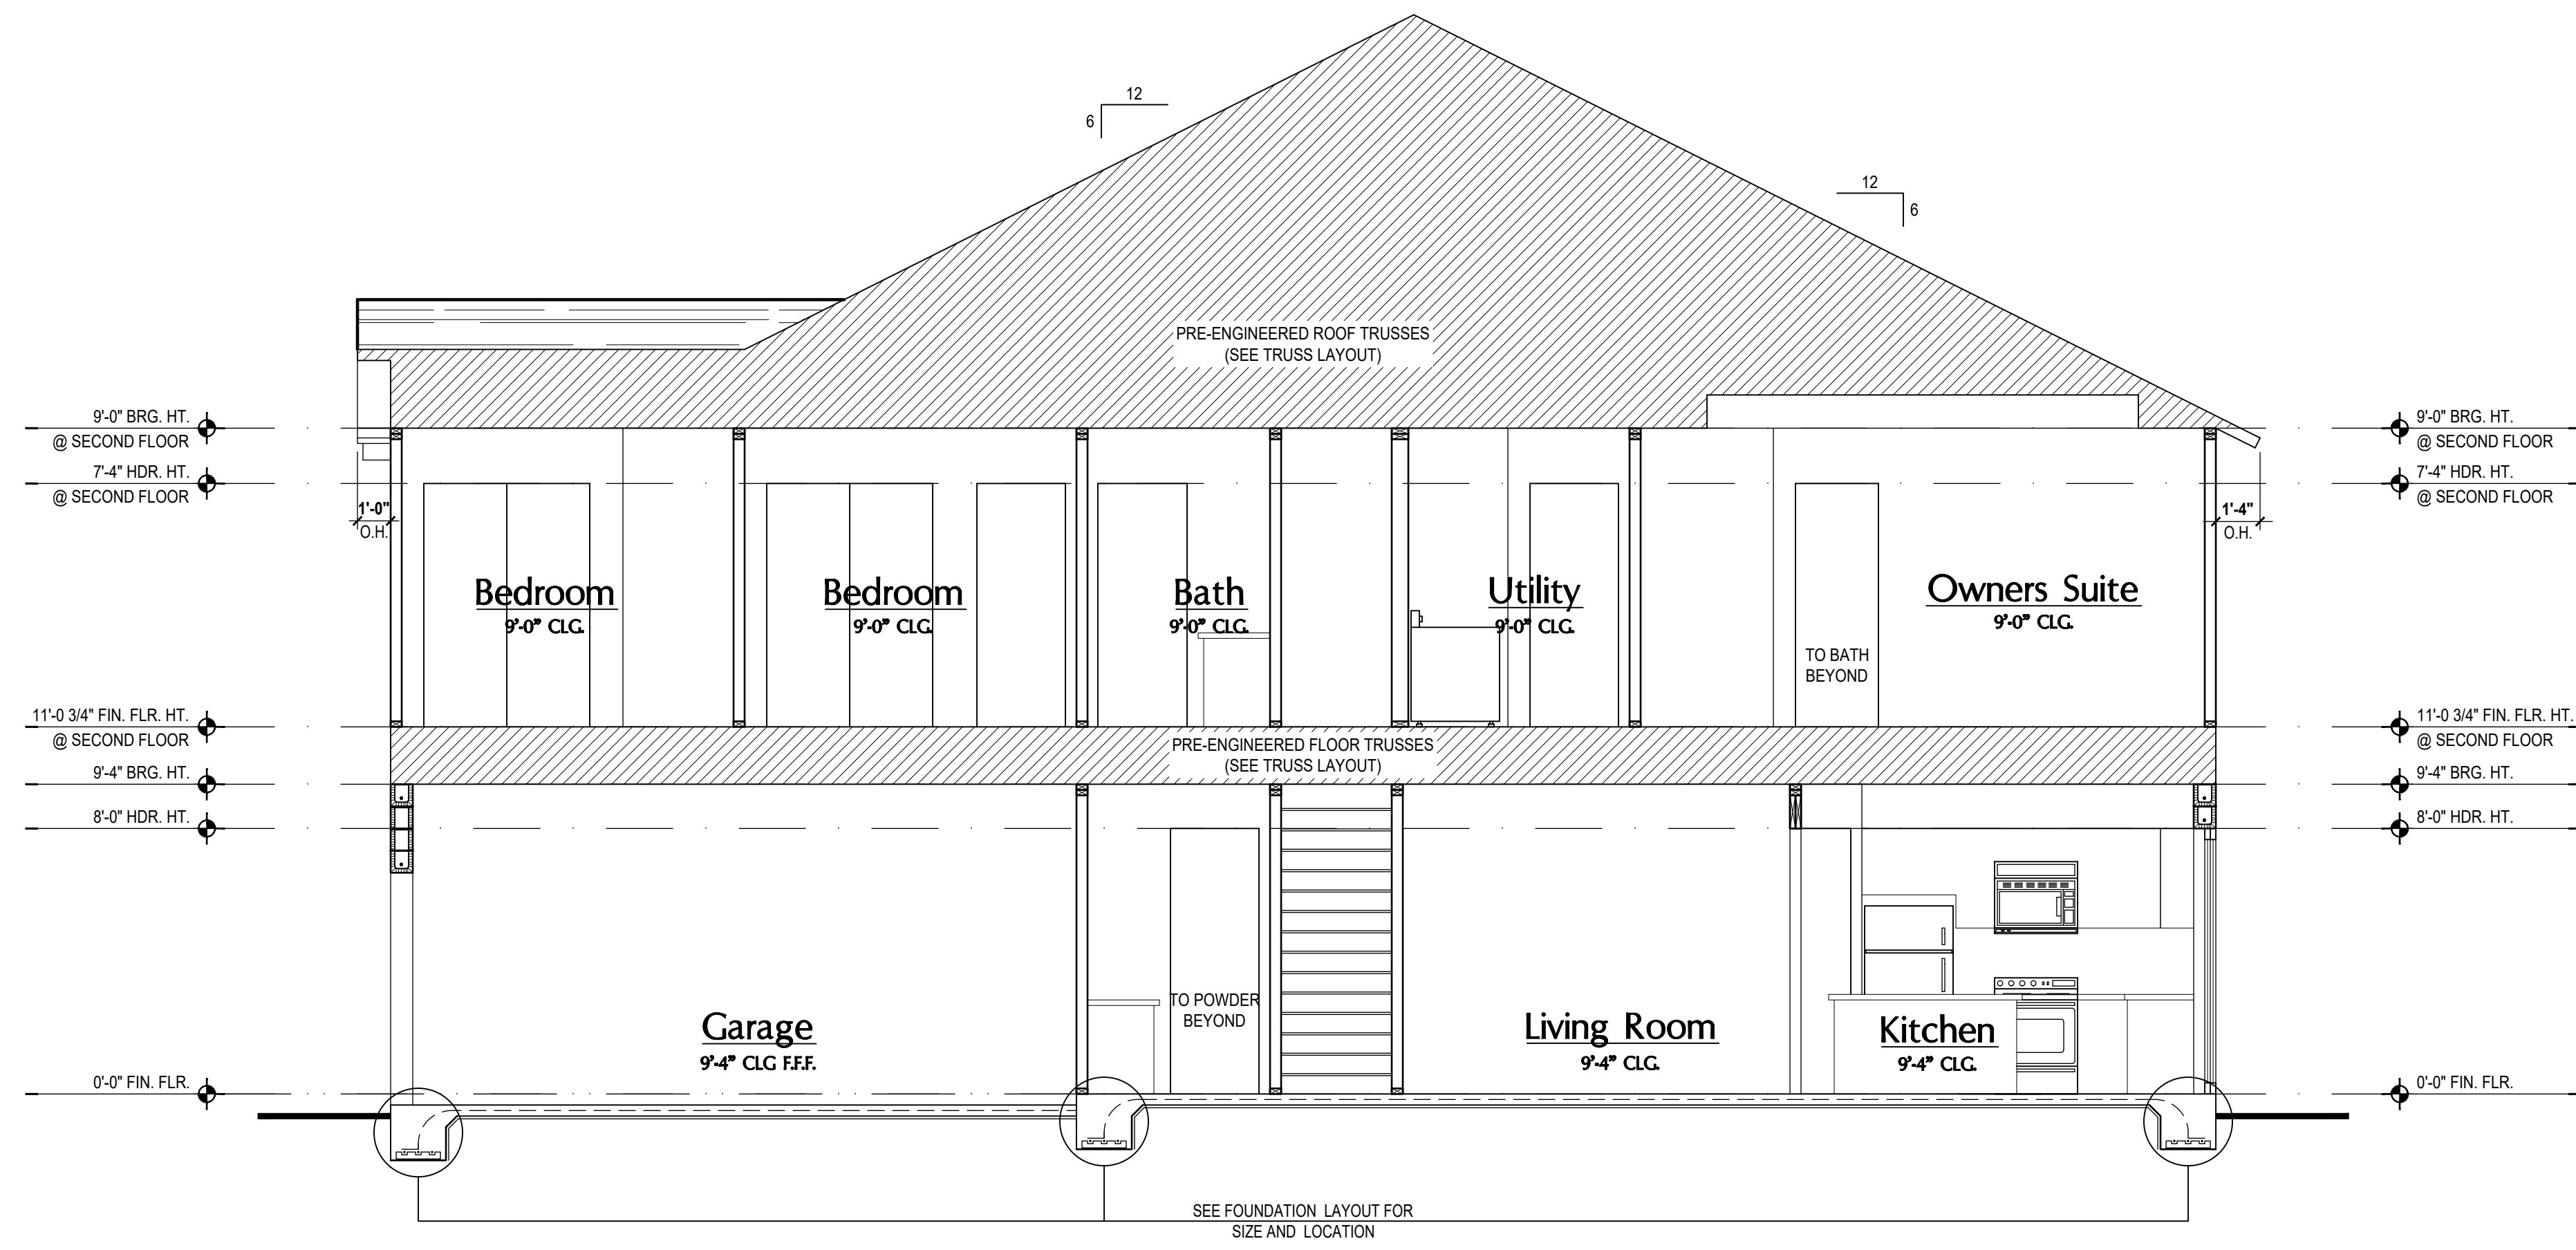 12
6
12
6
PRE-ENGINEERED ROOF TRUSSES
(SEE TRUSS LAYOUT)
9'-0" BRG. HT.
@ SECOND FLOOR
7'-4" HDR. HT.
@ SECOND FLOOR
1'-0"
O.H.
9'-0" BRG. HT.
@ SECOND FLOOR
7'-4" HDR. HT.
@ SECOND FLOOR
1'-4"
O.H.
Bedroom
9'-0" CLG.
Bedroom
9'-0" CLG.
Bath
9'-0" CLG.
Utility
9'-0" CLG.
Owners Suite
9'-0" CLG.
TO BATH
BEYOND
11'-0 3/4" FIN. FLR. HT.
@ SECOND FLOOR
9'-4" BRG. HT.
8'-0" HDR. HT.
PRE-ENGINEERED FLOOR TRUSSES
(SEE TRUSS LAYOUT)
11'-0 3/4" FIN. FLR. HT.
@ SECOND FLOOR
9'-4" BRG. HT.
8'-0" HDR. HT.
Garage
9'-4" CLG F.F.F.
TO POWDER
BEYOND
Living Room
9'-4" CLG.
Kitchen
9'-4" CLG.
0'-0" FIN. FLR.
0'-0" FIN. FLR.
SEE FOUNDATION LAYOUT FOR
SIZE AND LOCATION